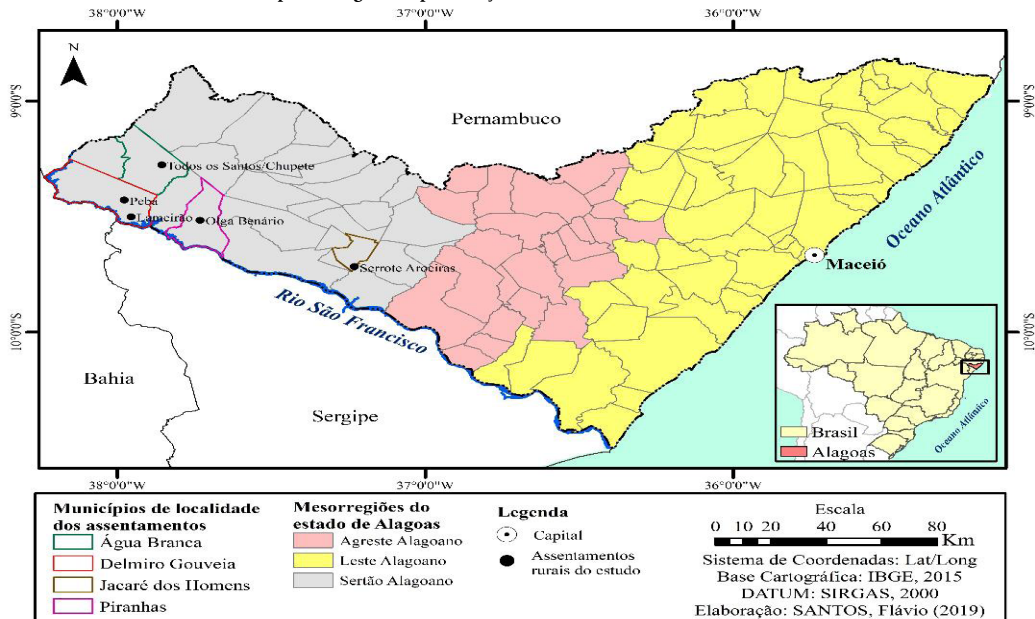 38°0'0"W
37°0'0"W
36°0'0"W
N
9°0'0"S
9°0'0"S
Pernambuco
Todos os Santos/Chupete
Peba
Lameirão
Olga Benário
Serrote Aroeiras
Oceano Atlântico
Maceió
Rio São Francisco
10°0'0"S
10°0'0"S
Bahia
Sergipe
Brasil
Alagoas
Oceano Atlântico
38°0'0"W
37°0'0"W
36°0'0"W
Municípios de localidade
dos assentamentos
Água Branca
Delmiro Gouveia
Jacaré dos Homens
Piranhas
Mesorregiões do
estado de Alagoas
Agreste Alagoano
Leste Alagoano
Sertão Alagoano
Legenda
Capital
Assentamentos
rurais do estudo
Escala
0 10 20 40 60 80
Km
Sistema de Coordenadas: Lat/Long
Base Cartográfica: IBGE, 2015
DATUM: SIRGAS, 2000
Elaboração: SANTOS, Flávio (2019)